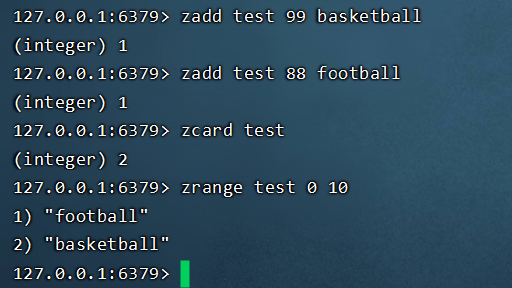 127.0.0.1:6379> zadd test 99 basketball
(integer) 1
127.0.0.1:6379> zadd test 88 football
(integer) 1
127.0.0.1:6379> zcard test
(integer) 2
127.0.0.1:6379> zrange test 0 10
1) "football"
2) "basketball"
127.0.0.1:6379>